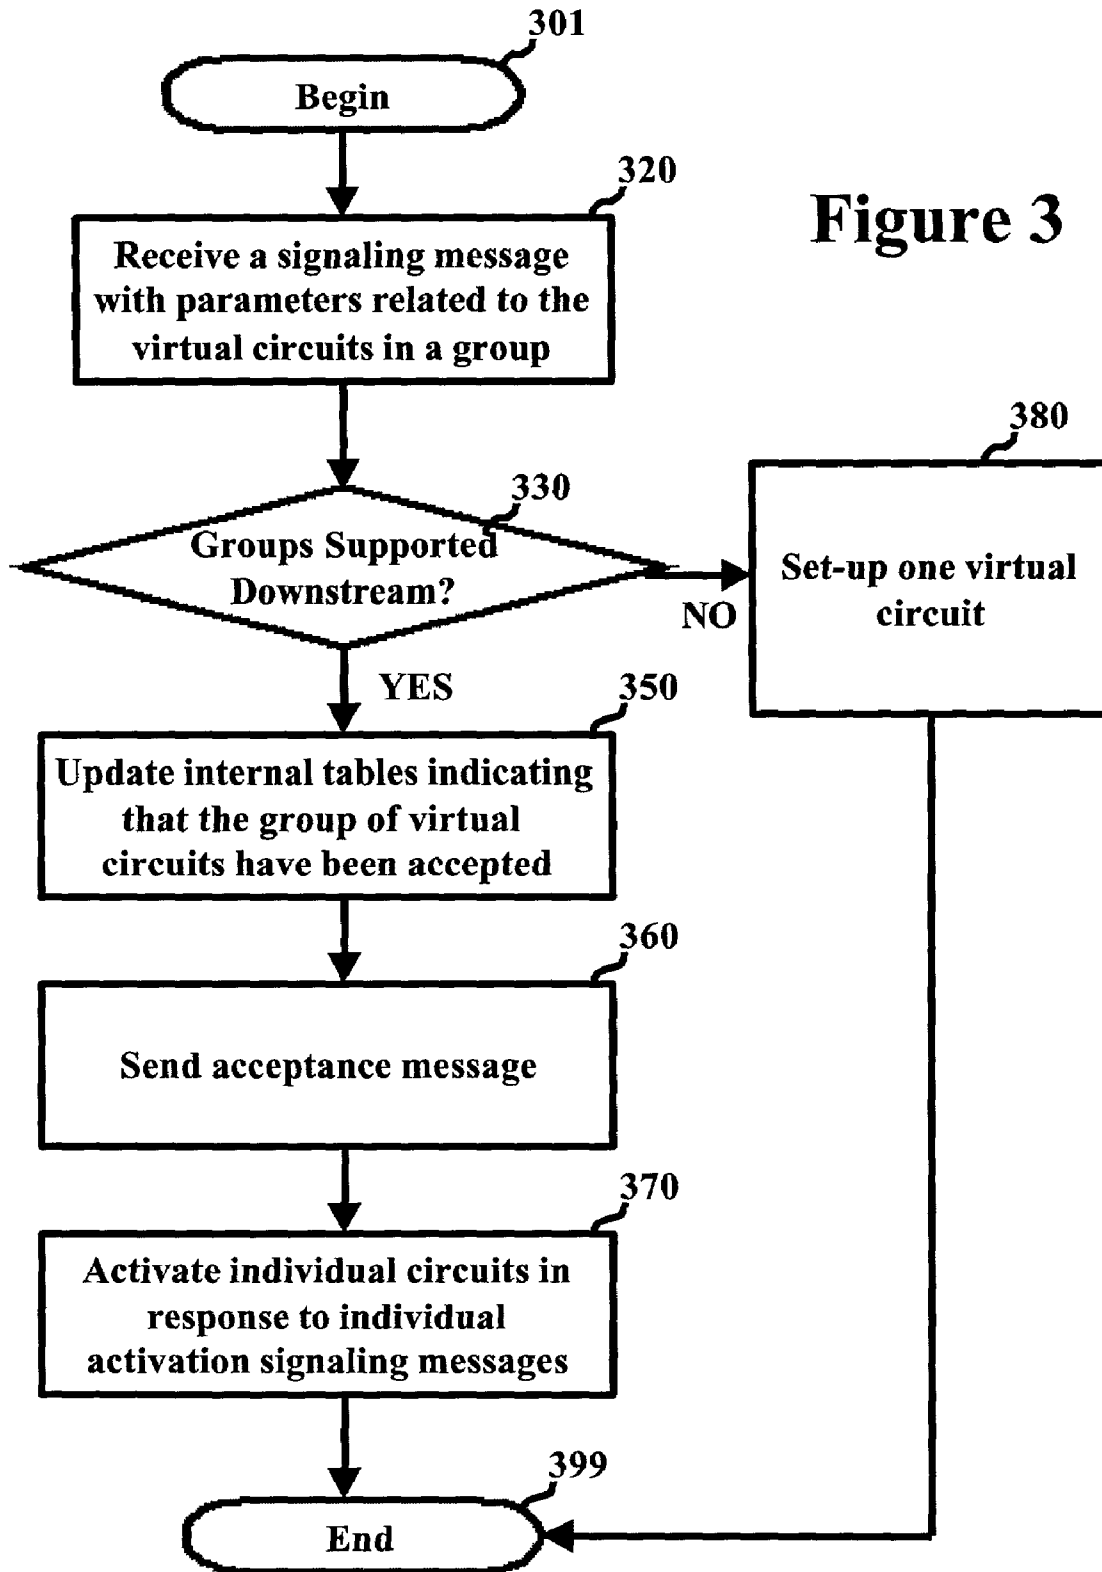 301
Begin
320
Figure 3
Receive a signaling message
with parameters related to the
virtual circuits in a group
380
330
Groups Supported
Downstream?
Set-up one virtual
circuit
NO
YES
350
Update internal tables indicating
that the group of virtual
circuits have been accepted
360
Send acceptance message
370
Activate individual circuits in
response to individual
activation signaling messages
399
End